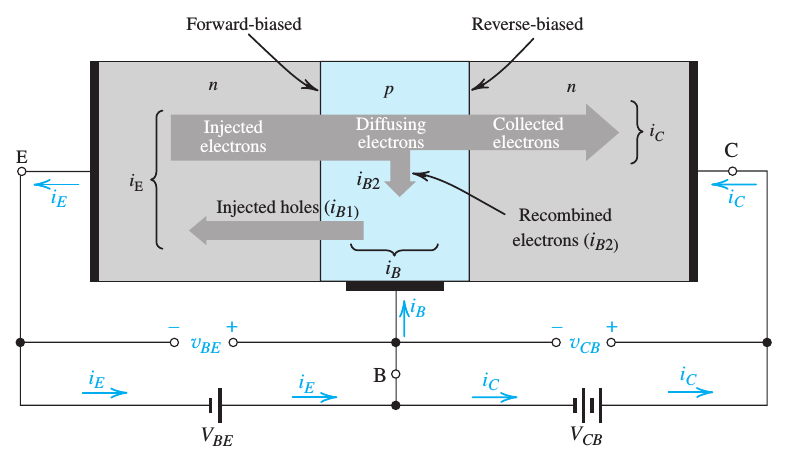 Forward-biased
Reverse-biased
n
p
n
Injected
electrons
Diffusing
electrons
Collected
electrons
iC
E
C
iE
iB2
iE
iC
Injected holes (iB1)
Recombined
electrons (iB2)
iB
iB
− vBE +
− vCB +
B
iE
iE
iC
iC
VBE
VCB